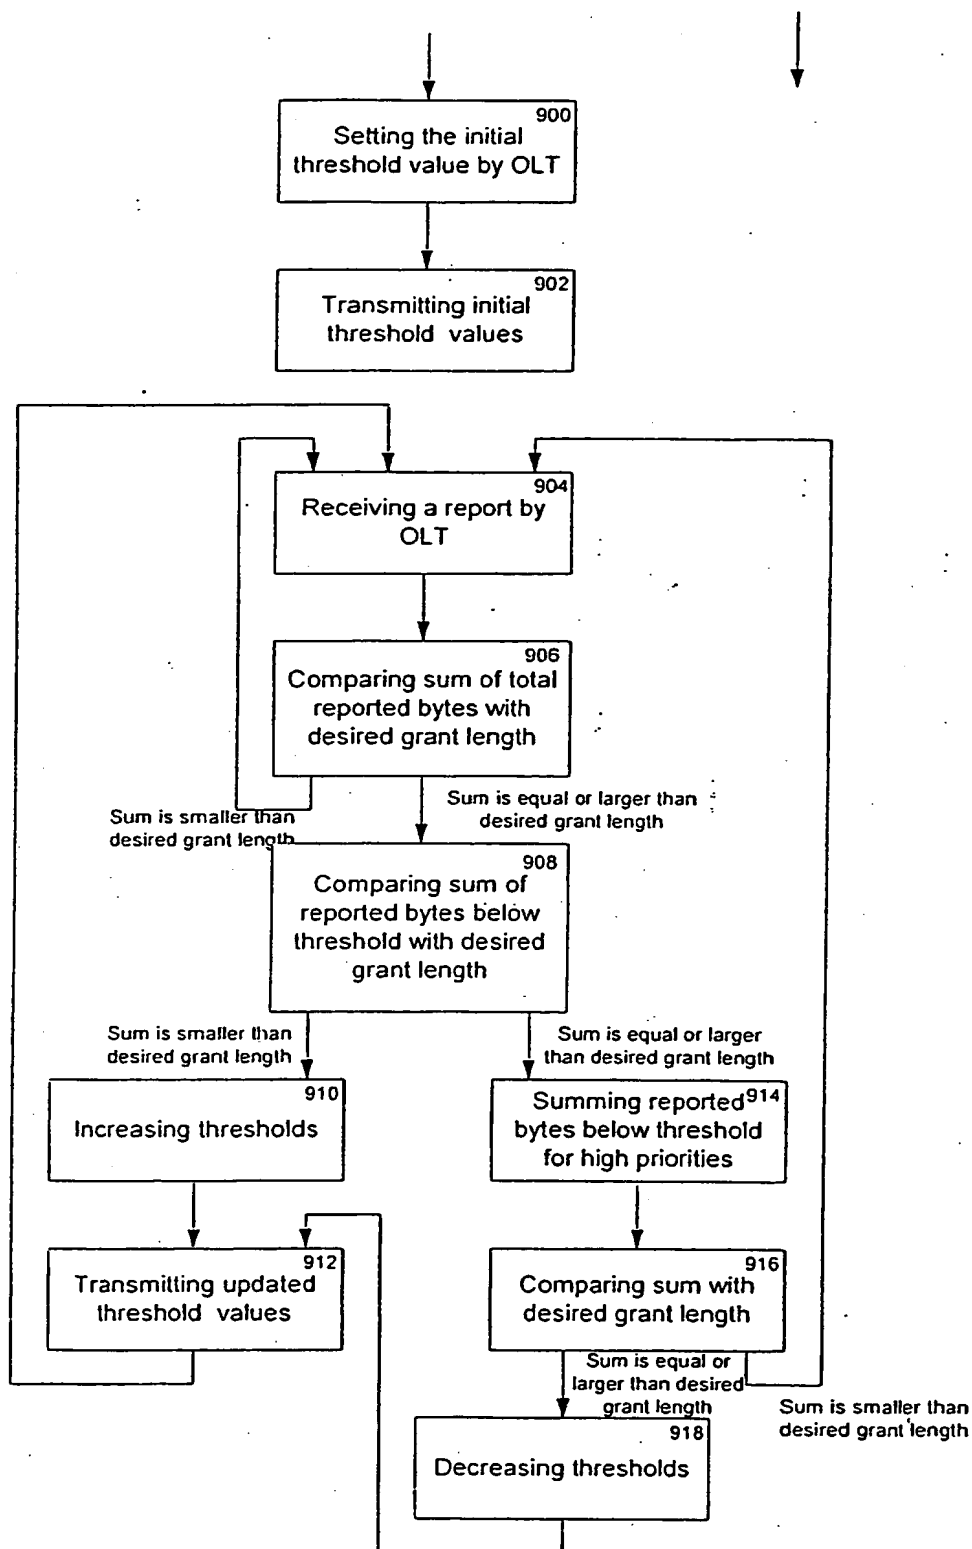 900
Setting the initial
threshold value by OLT
902
Transmitting initial
threshold values
904
Receiving a report by
OLT
906
Comparing sum of total
reported bytes with
desired grant length
Sum is smaller than
desired grant length
Sum is equal or larger than
desired grant length
908
Comparing sum of
reported bytes below
threshold with desired
grant length
Sum is smaller than
desired grant length
Sum is equal or larger
than desired grant length
910
Increasing thresholds
914
Summing reported
bytes below threshold
for high priorities
912
Transmitting updated
threshold values
916
Comparing sum with
desired grant length
Sum is equal or
larger than desired
grant length
Sum is smaller than
desired grant length
918
Decreasing thresholds